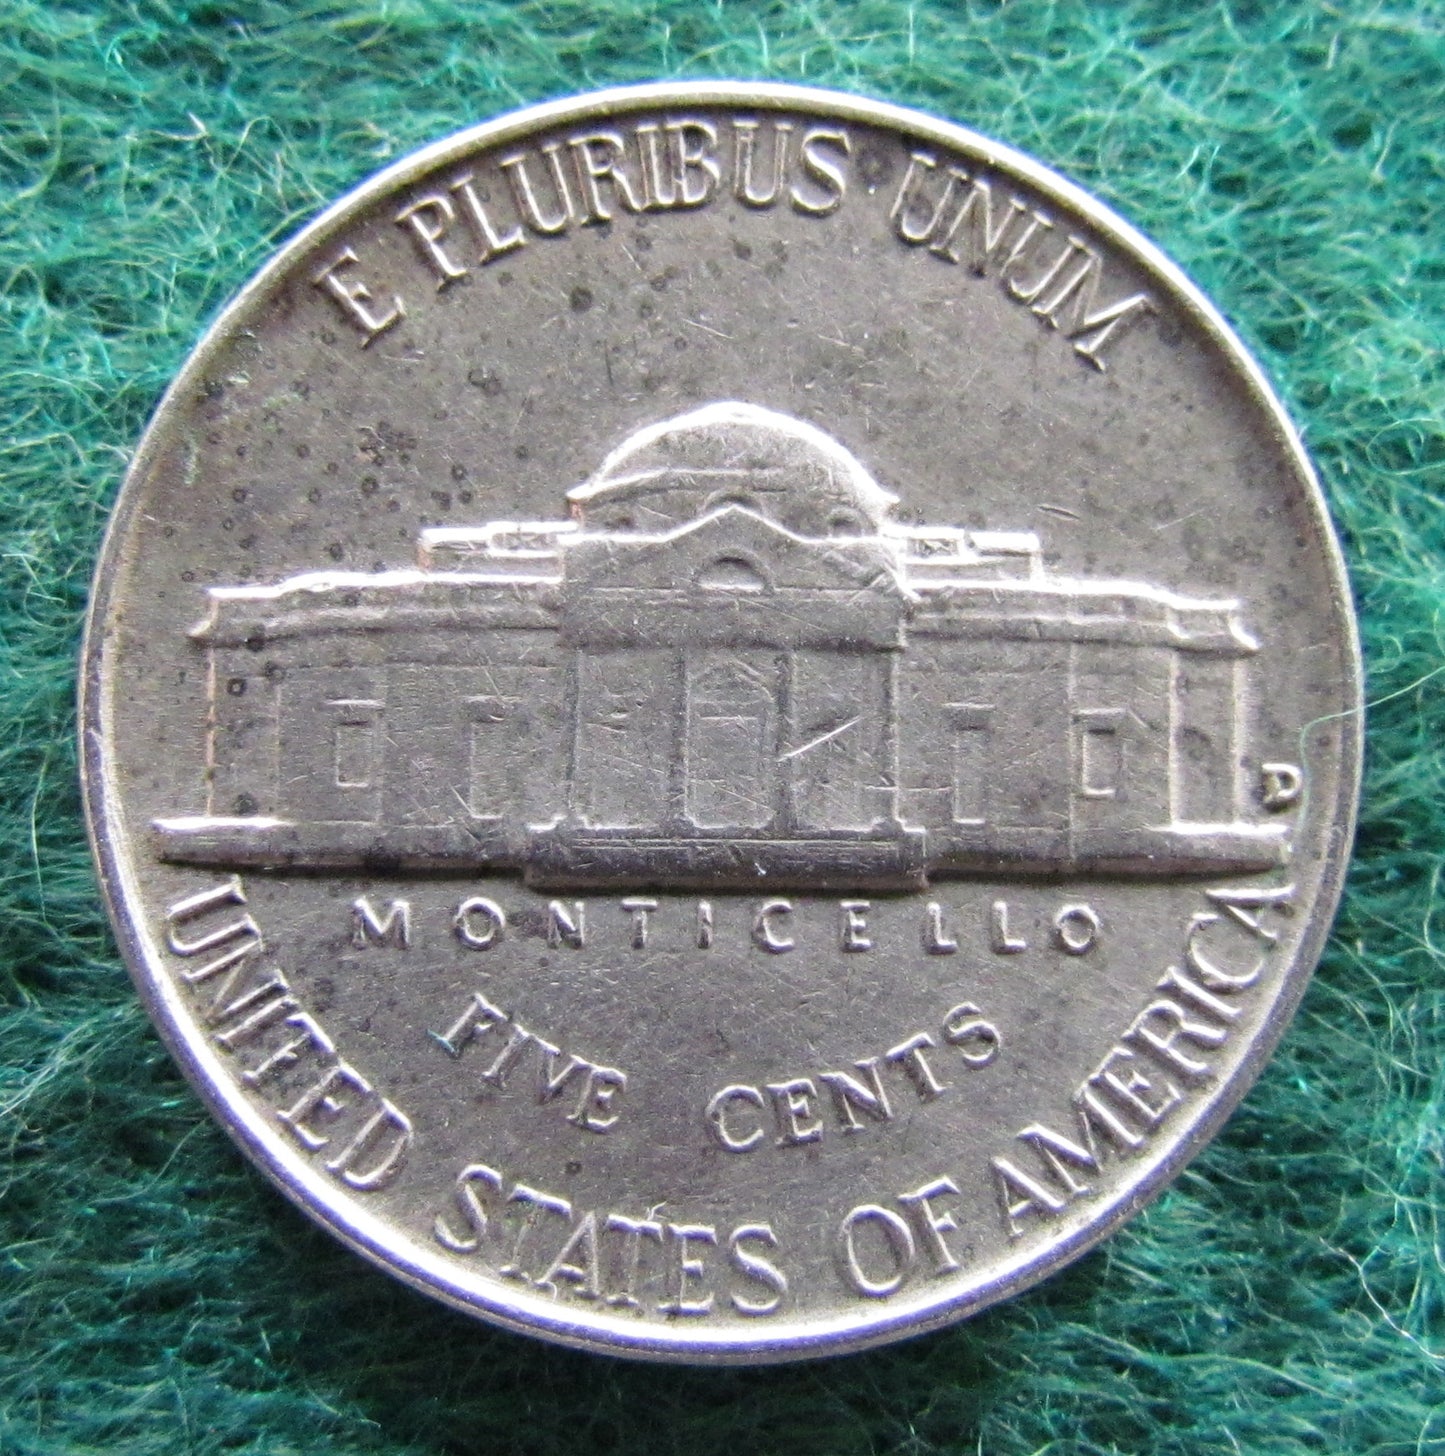 E PLURIBUS UNUM
D
MONTICELLO
FIVE CENTS
UNITED STATES OF AMERICA